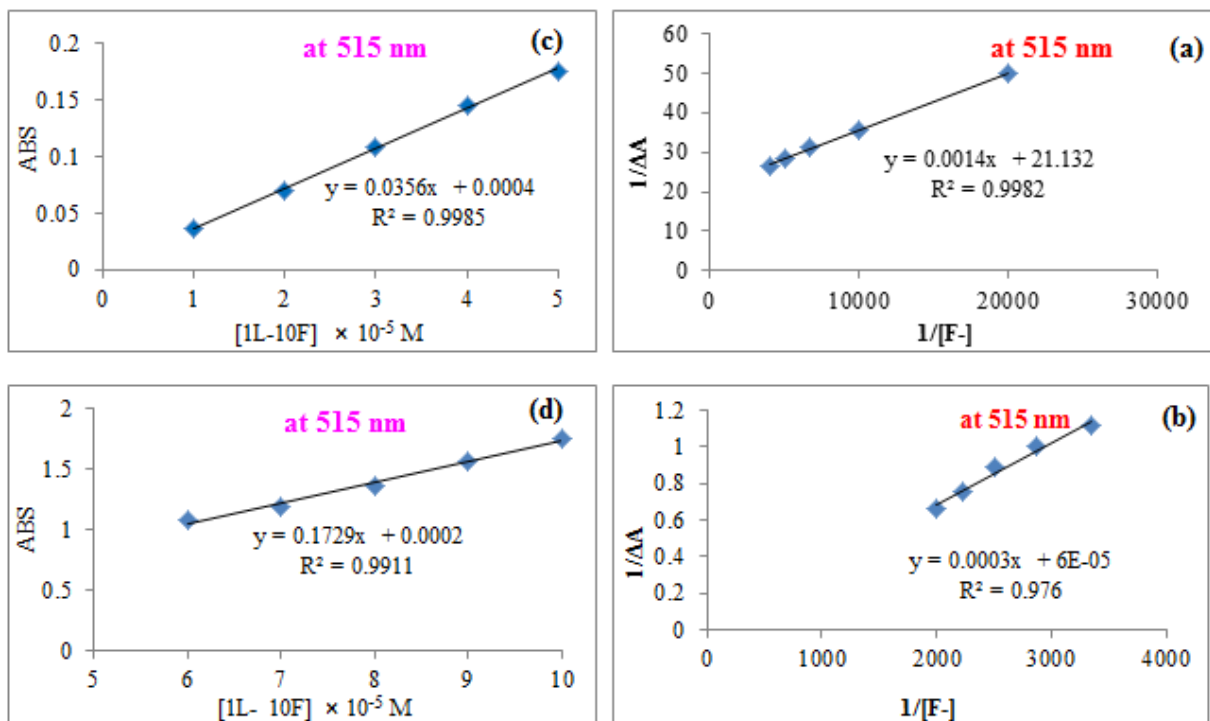 (c)
at 515 nm
0.2
0.15
0.1
0.05
0
ABS
y = 0.0356x + 0.0004
R² = 0.9985
0 1 2 3 4 5
[1L-10F] × 10⁻⁵ M
(a)
at 515 nm
60
50
40
30
20
10
0
1/ΔA
y = 0.0014x + 21.132
R² = 0.9982
0 10000 20000 30000
1/[F-]
(d)
at 515 nm
2
1.5
1
0.5
0
ABS
y = 0.1729x + 0.0002
R² = 0.9911
5 6 7 8 9 10
[1L- 10F] × 10⁻⁵ M
(b)
at 515 nm
1.2
1
0.8
0.6
0.4
0.2
0
1/ΔA
y = 0.0003x + 6E-05
R² = 0.976
0 1000 2000 3000 4000
1/[F-]